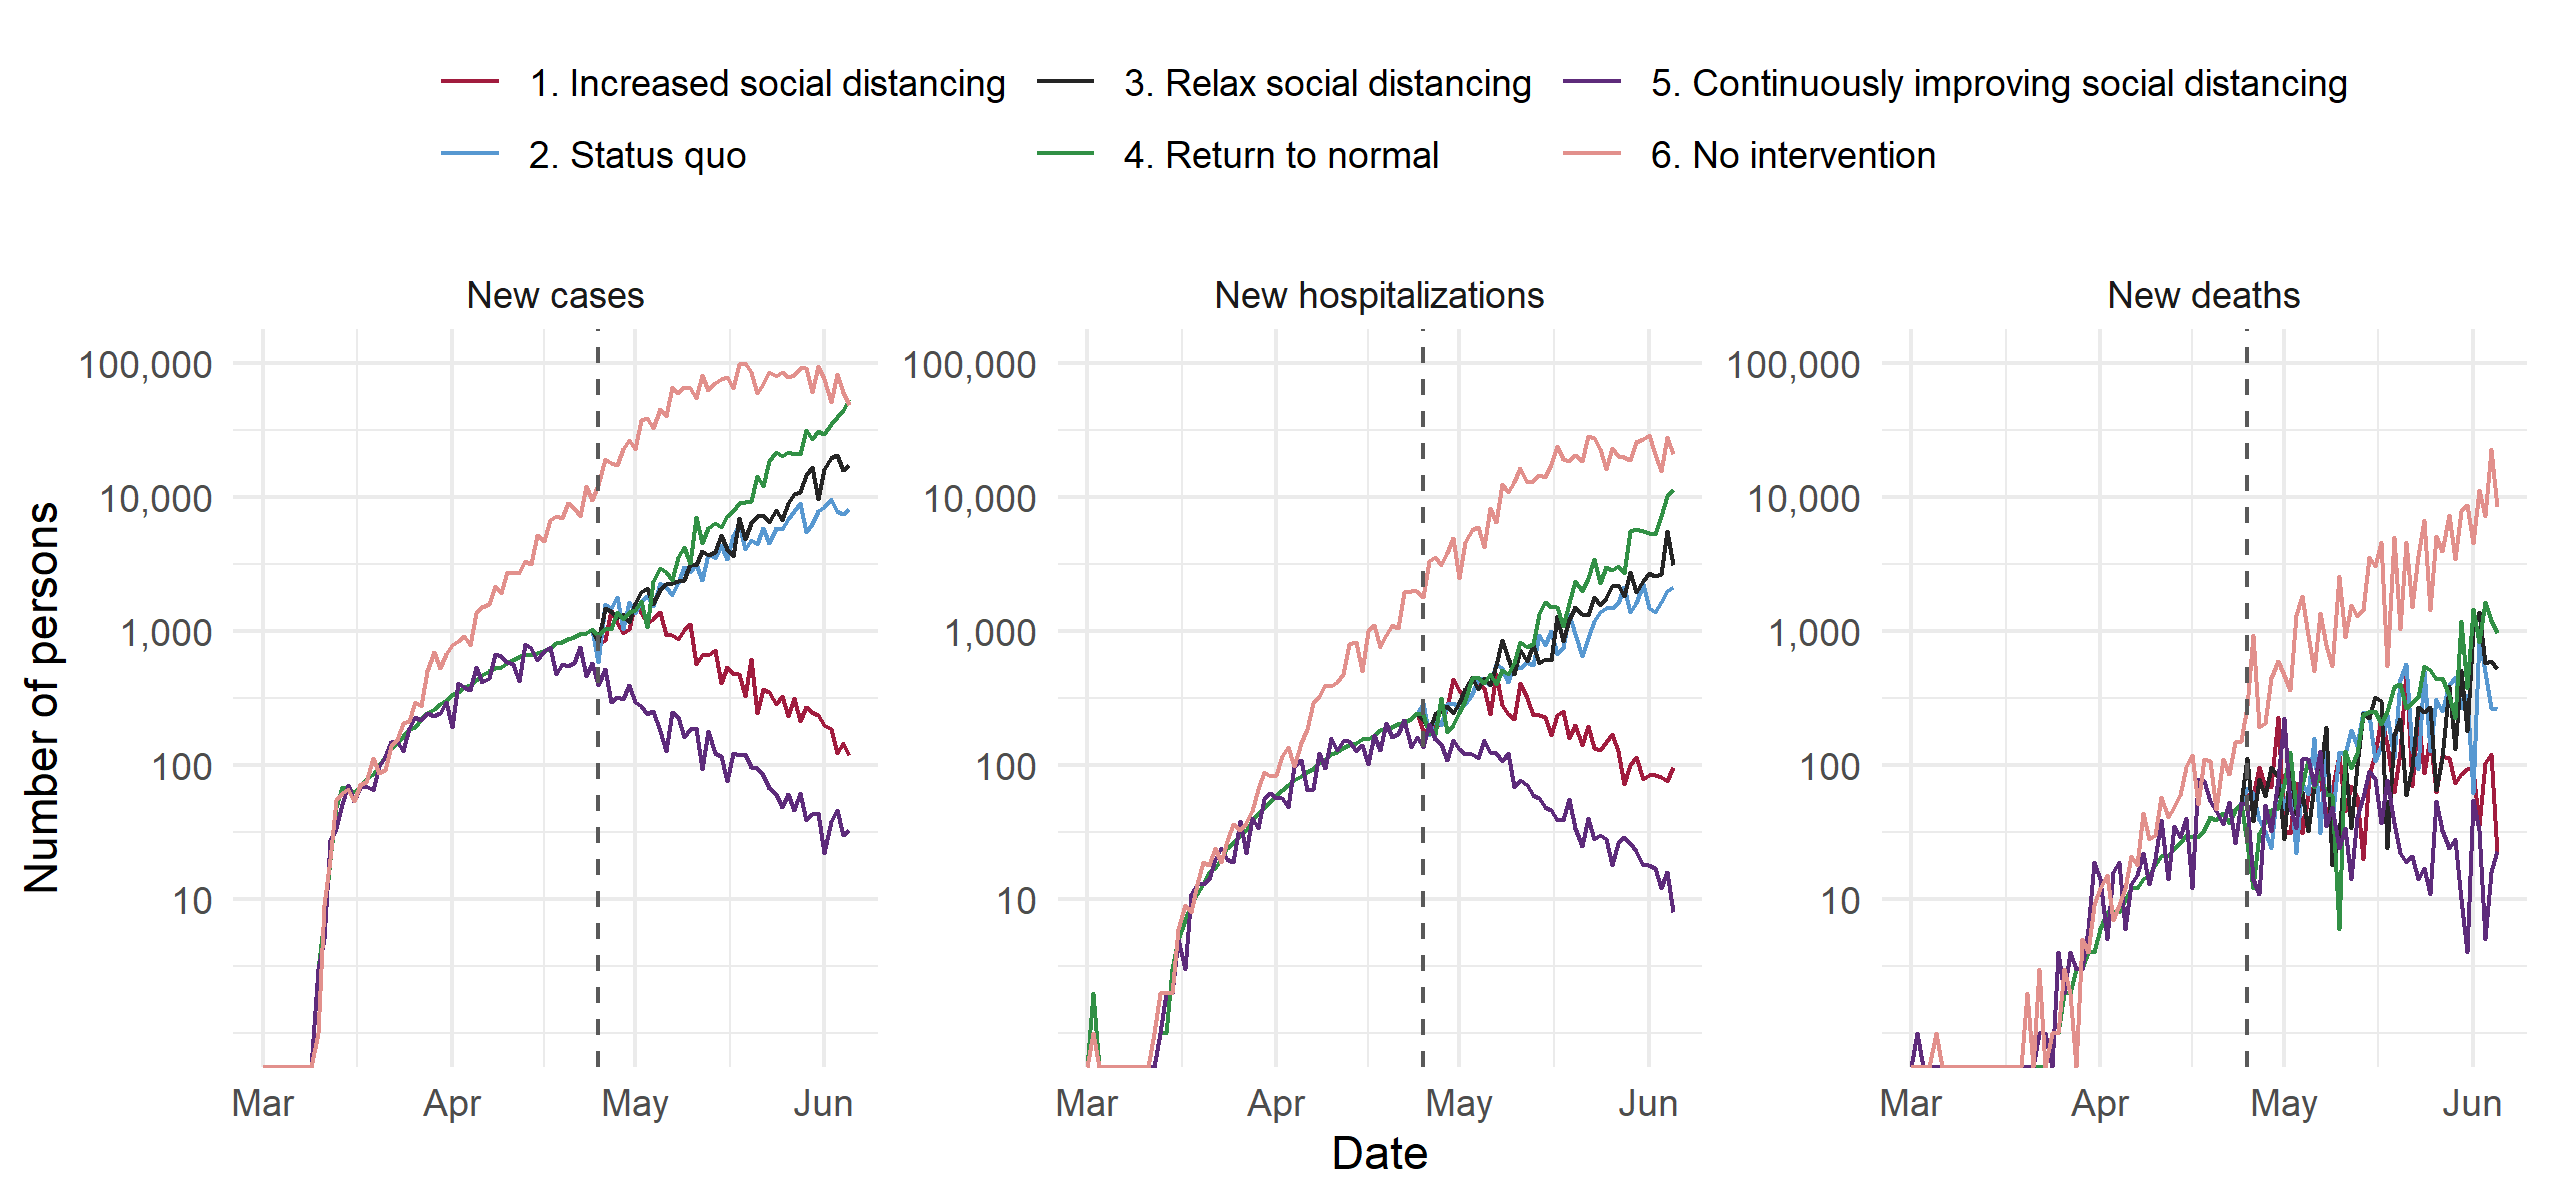 1. Increased social distancing
3. Relax social distancing
5. Continuously improving social distancing
2. Status quo
4. Return to normal
6. No intervention
New cases
New hospitalizations
New deaths
Number of persons
100,000
10,000
1,000
100
10
100,000
10,000
1,000
100
10
100,000
10,000
1,000
100
10
Mar Apr May Jun
Mar Apr May Jun
Mar Apr May Jun
Date